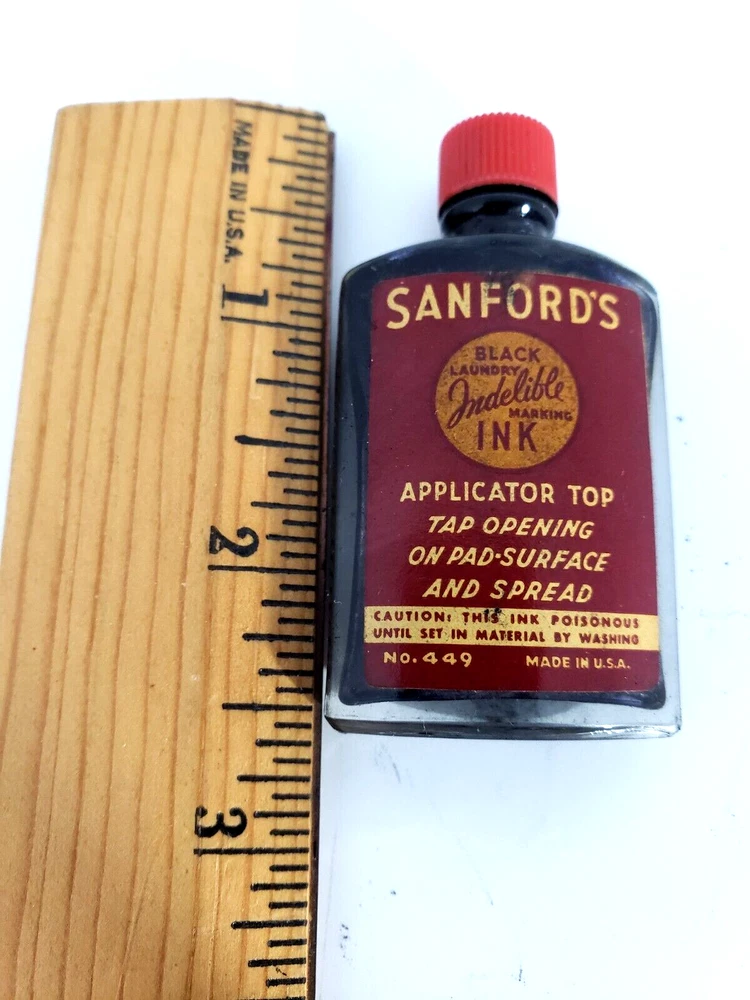 MADE IN U.S.A.
1
2
3
SANFORD'S
BLACK
LAUNDRY
Indelible
MARKING
INK
APPLICATOR TOP
TAP OPENING
ON PAD-SURFACE
AND SPREAD
CAUTION: THIS INK POISONOUS
UNTIL SET IN MATERIAL BY WASHING
No. 449 MADE IN U.S.A.